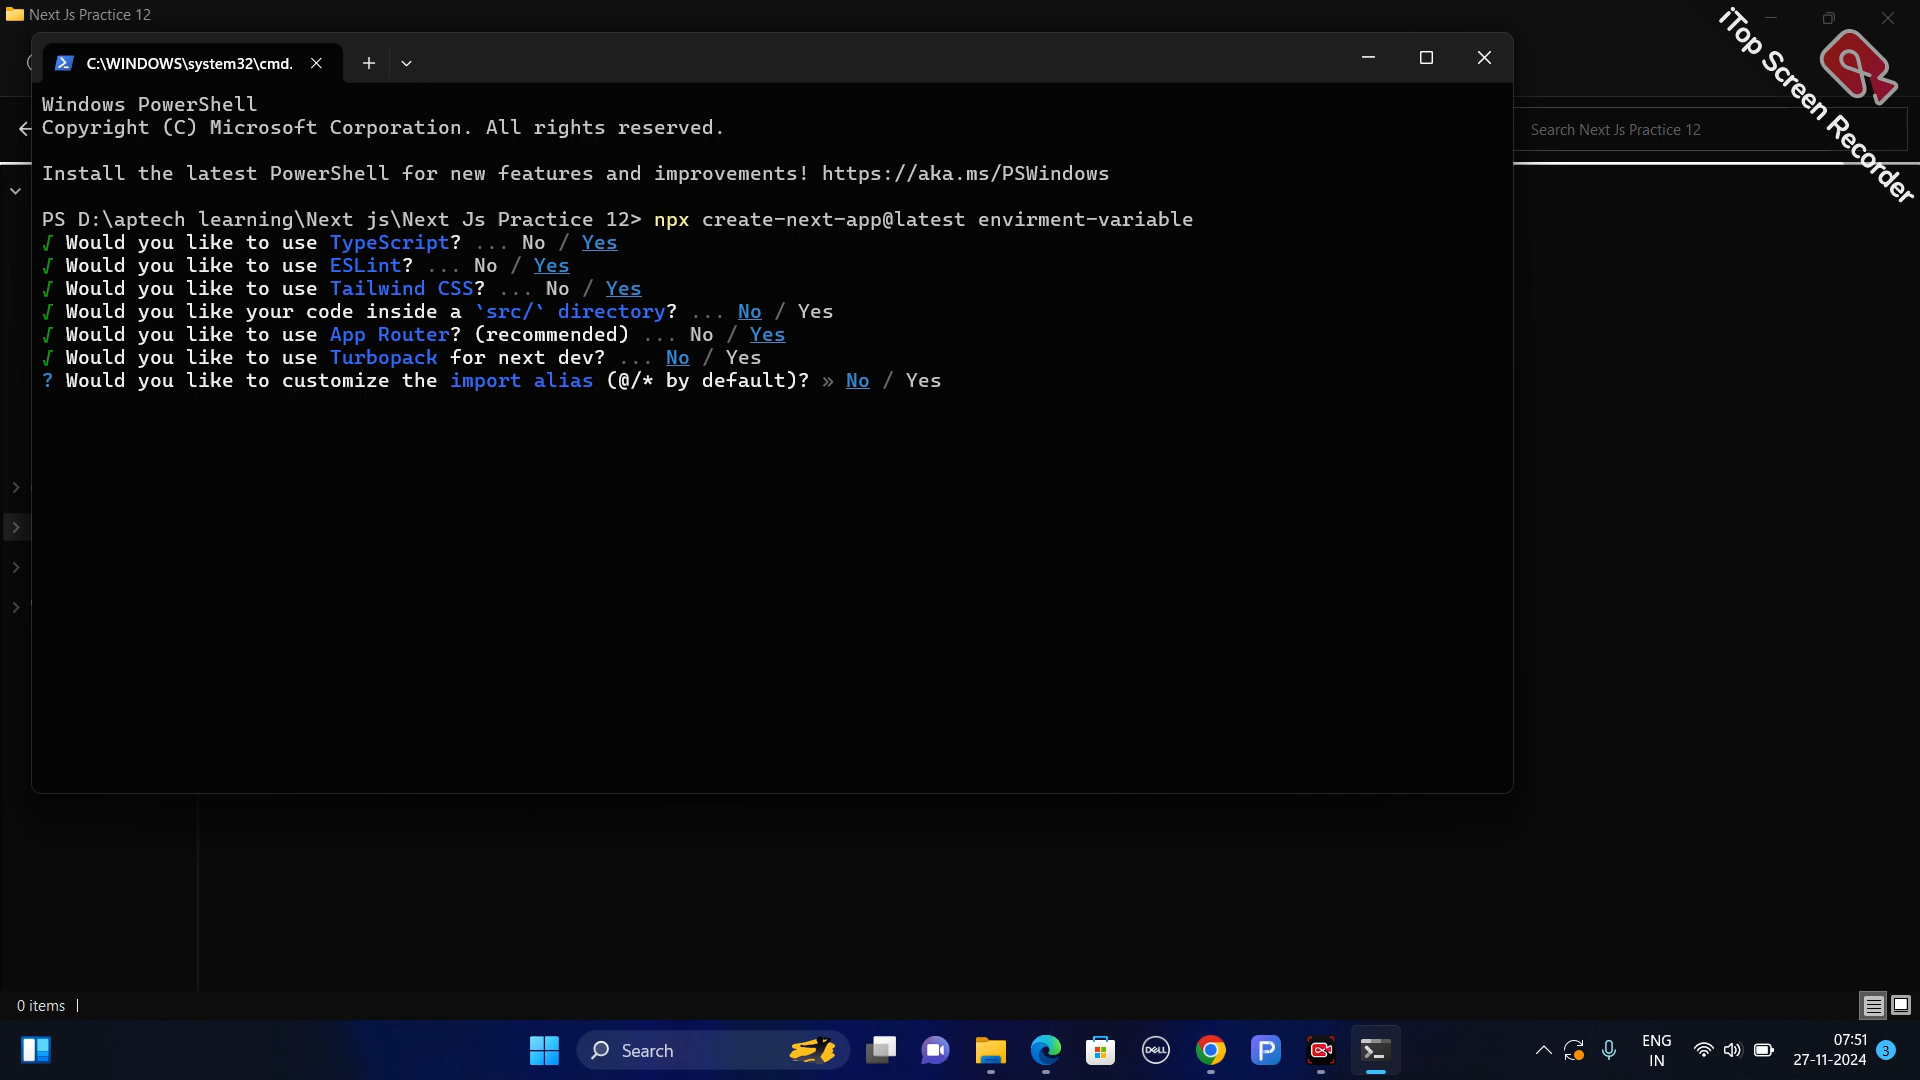 Next Js Practice 12
iTop Screen Recorder
C:\WINDOWS\system32\cmd.
Search Next Js Practice 12
Windows PowerShell
Copyright (C) Microsoft Corporation. All rights reserved.
Install the latest PowerShell for new features and improvements! https://aka.ms/PSWindows
PS D:\aptech learning\Next js\Next Js Practice 12> npx create-next-app@latest envirment-variable
√ Would you like to use TypeScript? ... No / Yes
√ Would you like to use ESLint? ... No / Yes
√ Would you like to use Tailwind CSS? ... No / Yes
√ Would you like your code inside a `src/` directory? ... No / Yes
√ Would you like to use App Router? (recommended) ... No / Yes
√ Would you like to use Turbopack for next dev? ... No / Yes
? Would you like to customize the import alias (@/* by default)? » No / Yes
0 items
Search
DELL
P
ENG
IN
07:51
27-11-2024
3